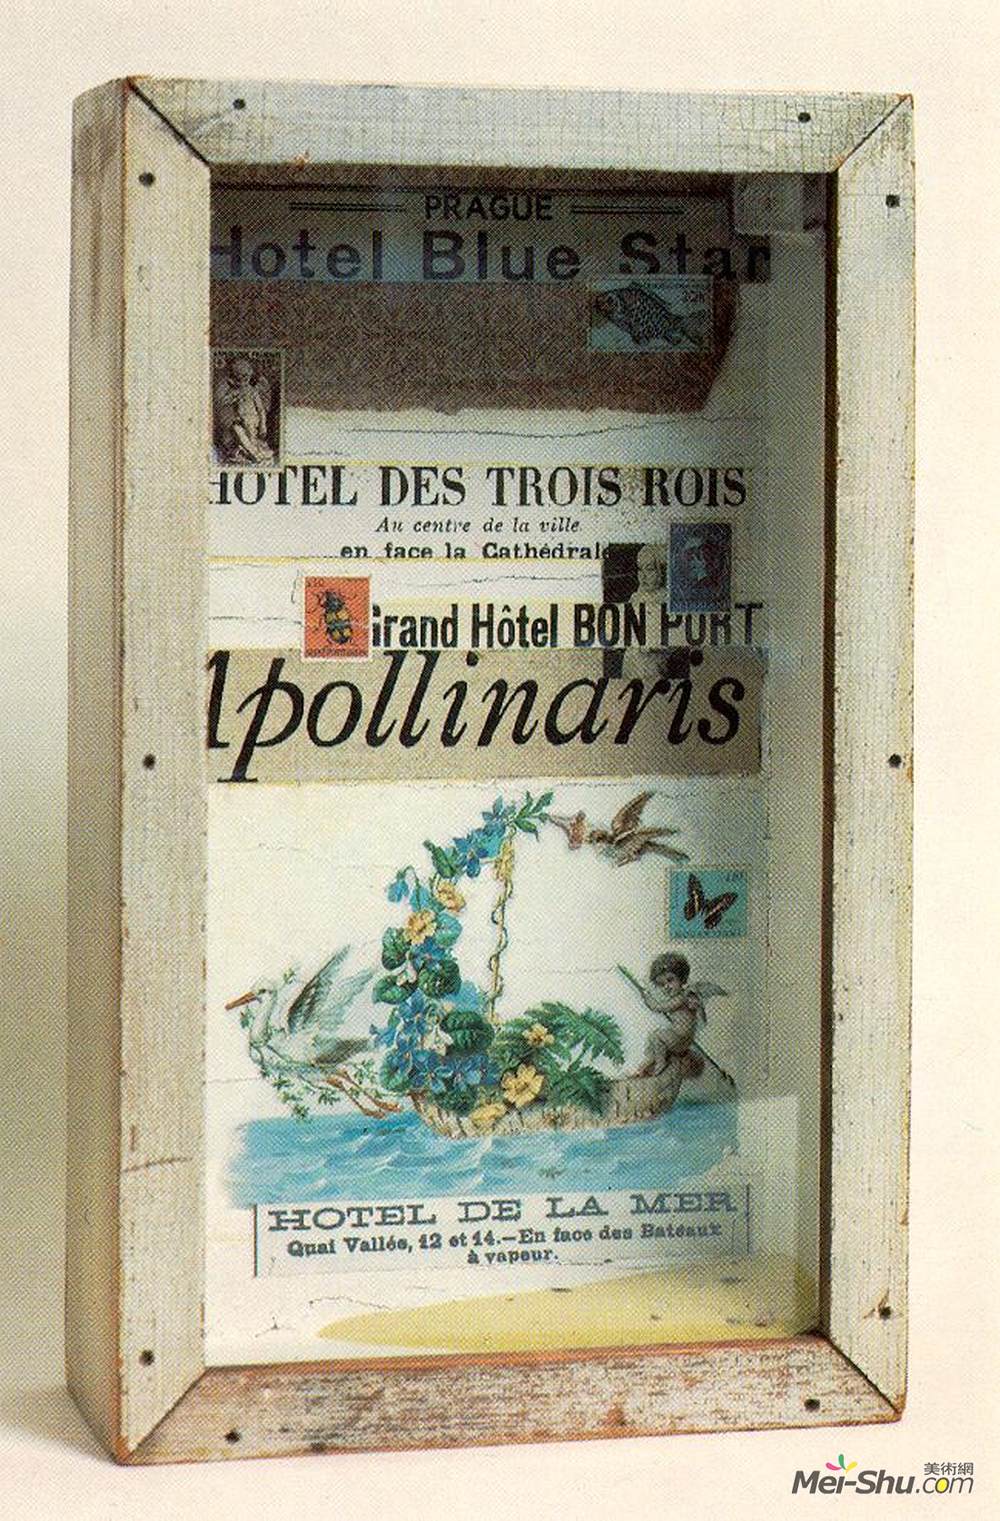 PRAGUE
Hotel Blue Star
HOTEL DES TROIS ROIS
Au centre de la ville
en face la Cathédrale
Grand Hôtel BON PORT
Apollinaris
HOTEL DE LA MER
Quai Vallée, 12 et 14.—En face des Bateaux
à vapeur.
美術網
Mei-Shu.com